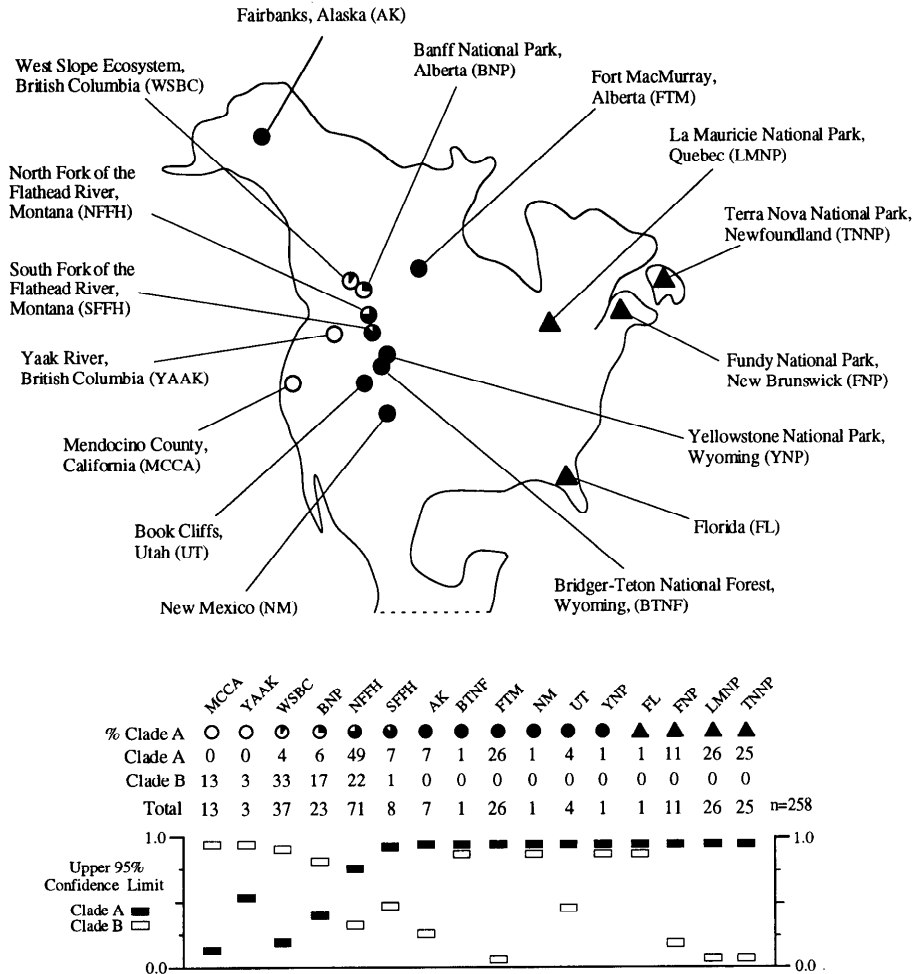 Fairbanks, Alaska (AK)
Banff National Park,
Alberta (BNP)
West Slope Ecosystem,
British Columbia (WSBC)
Fort MacMurray,
Alberta (FTM)
La Mauricie National Park,
Quebec (LMNP)
North Fork of the
Flathead River,
Montana (NFFH)
Terra Nova National Park,
Newfoundland (TNNP)
South Fork of the
Flathead River,
Montana (SFFH)
Yaak River,
British Columbia (YAAK)
Fundy National Park,
New Brunswick (FNP)
Mendocino County,
California (MCCA)
Yellowstone National Park,
Wyoming (YNP)
Book Cliffs,
Utah (UT)
Florida (FL)
New Mexico (NM)
Bridger-Teton National Forest,
Wyoming, (BTNF)
MCCA YAAK WSBC BNP NFFH SFFH AK BTNF FTM NM UT YNP FL FNP LMNP TNNP
% Clade A
Clade A 0 0 4 6 49 7 7 1 26 1 4 1 1 11 26 25
Clade B 13 3 33 17 22 1 0 0 0 0 0 0 0 0 0 0
Total 13 3 37 23 71 8 7 1 26 1 4 1 1 11 26 25 n=258
1.0 1.0
Upper 95%
Confidence Limit
Clade A
Clade B
0.0 0.0